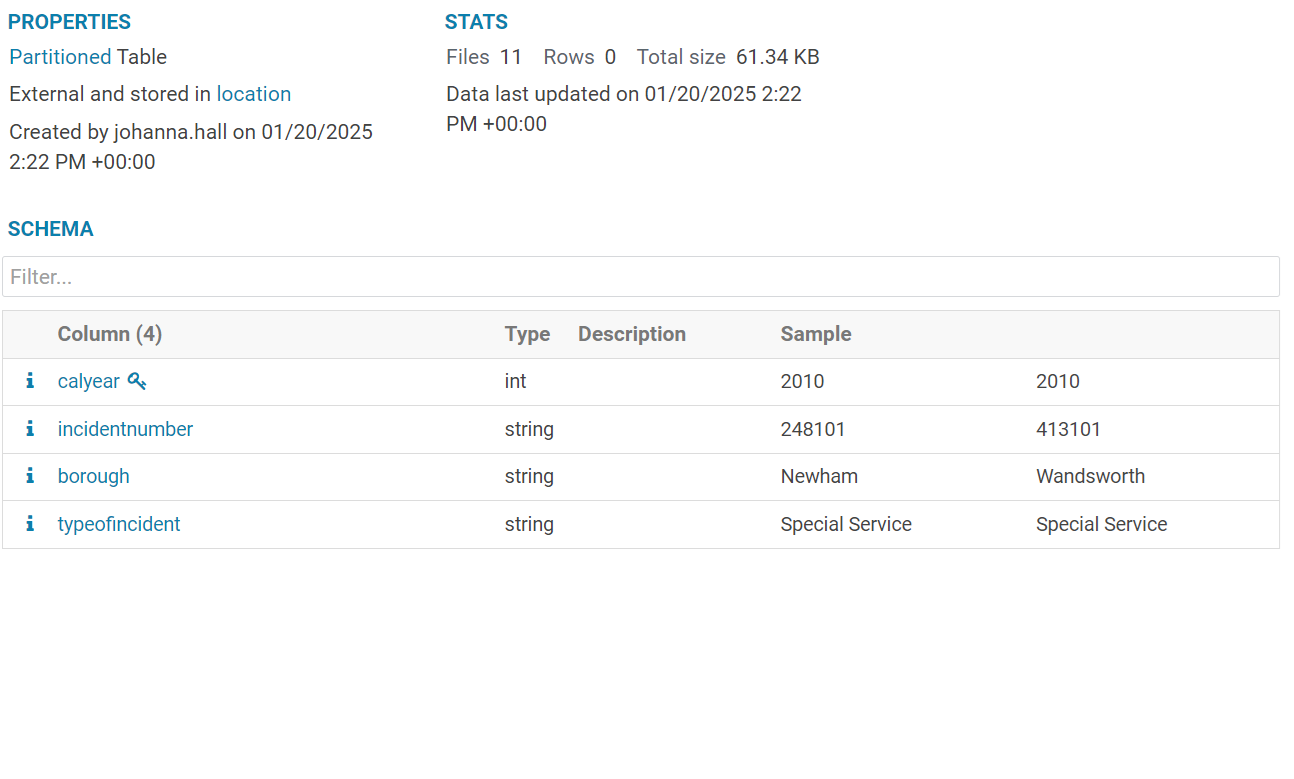 PROPERTIES
Partitioned Table
External and stored in location
Created by johanna.hall on 01/20/2025
2:22 PM +00:00
STATS
Files 11 Rows 0 Total size 61.34 KB
Data last updated on 01/20/2025 2:22
PM +00:00
SCHEMA
Filter...
Column (4) Type Description Sample
calyear int 2010 2010
incidentnumber string 248101 413101
borough string Newham Wandsworth
typeofincident string Special Service Special Service